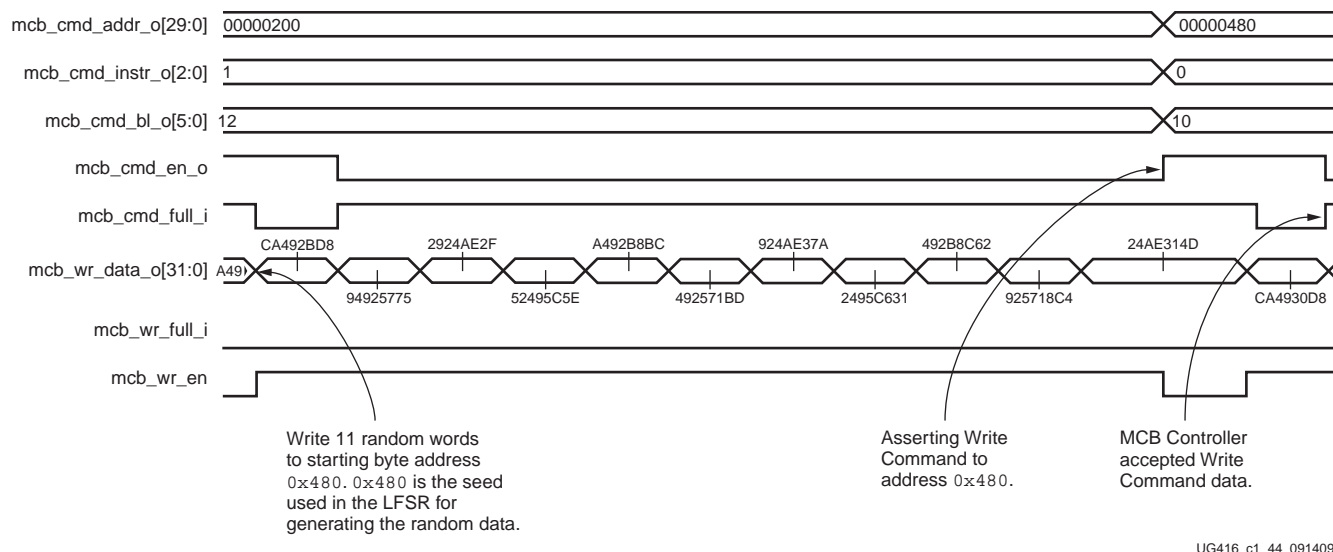 mcb_cmd_addr_o[29:0] 00000200 00000480
mcb_cmd_instr_o[2:0] 1 0
mcb_cmd_bl_o[5:0] 12 10
mcb_cmd_en_o
mcb_cmd_full_i
CA492BD8 2924AE2F A492B8BC 924AE37A 492B8C62 24AE314D
mcb_wr_data_o[31:0] A49
94925775 52495C5E 492571BD 2495C631 925718C4 CA4930D8
mcb_wr_full_i
mcb_wr_en
Write 11 random words
to starting byte address
0x480. 0x480 is the seed
used in the LFSR for
generating the random data.
Asserting Write
Command to
address 0x480.
MCB Controller
accepted Write
Command data.
UG416_c1_44_091409